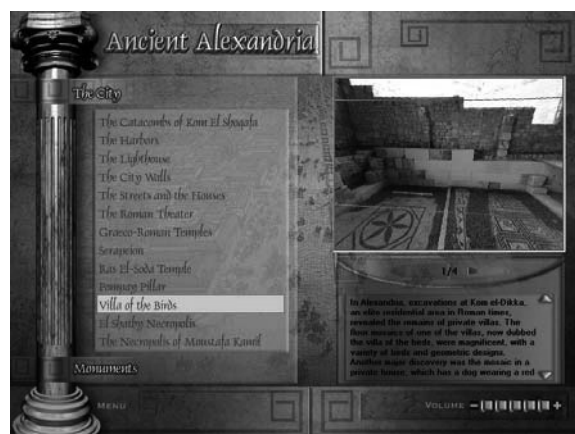 Ancient Alexandria
The City
The Catacombs of Kom El Shoqafa
The Harbors
The Lighthouse
The City Walls
The Streets and the Houses
The Roman Theater
Græco-Roman Temples
Serapeion
Ras El-Soda Temple
Pompay Pillar
Villa of the Birds
El Shatby Necropolis
The Necropolis of Moustafa Kamil
Monuments
MENU
1/4
In Alexandria, excavations at Kom el-Dikka,
an elite residential area in Roman times,
revealed the remains of private villas. The
floor mosaics of one of the villas, now dubbed
the villa of the birds, were magnificent, with a
variety of birds and geometric designs.
Another major discovery was the mosaic in a
private house, which has a dog wearing a red
VOLUME - +